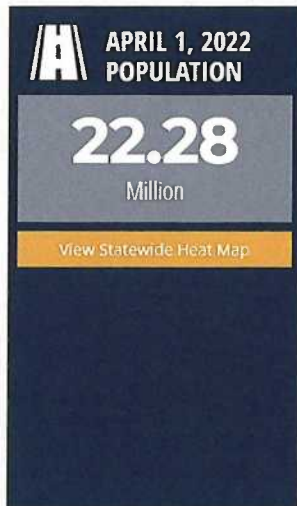 APRIL 1, 2022
POPULATION
22.28
Million
View Statewide Heat Map